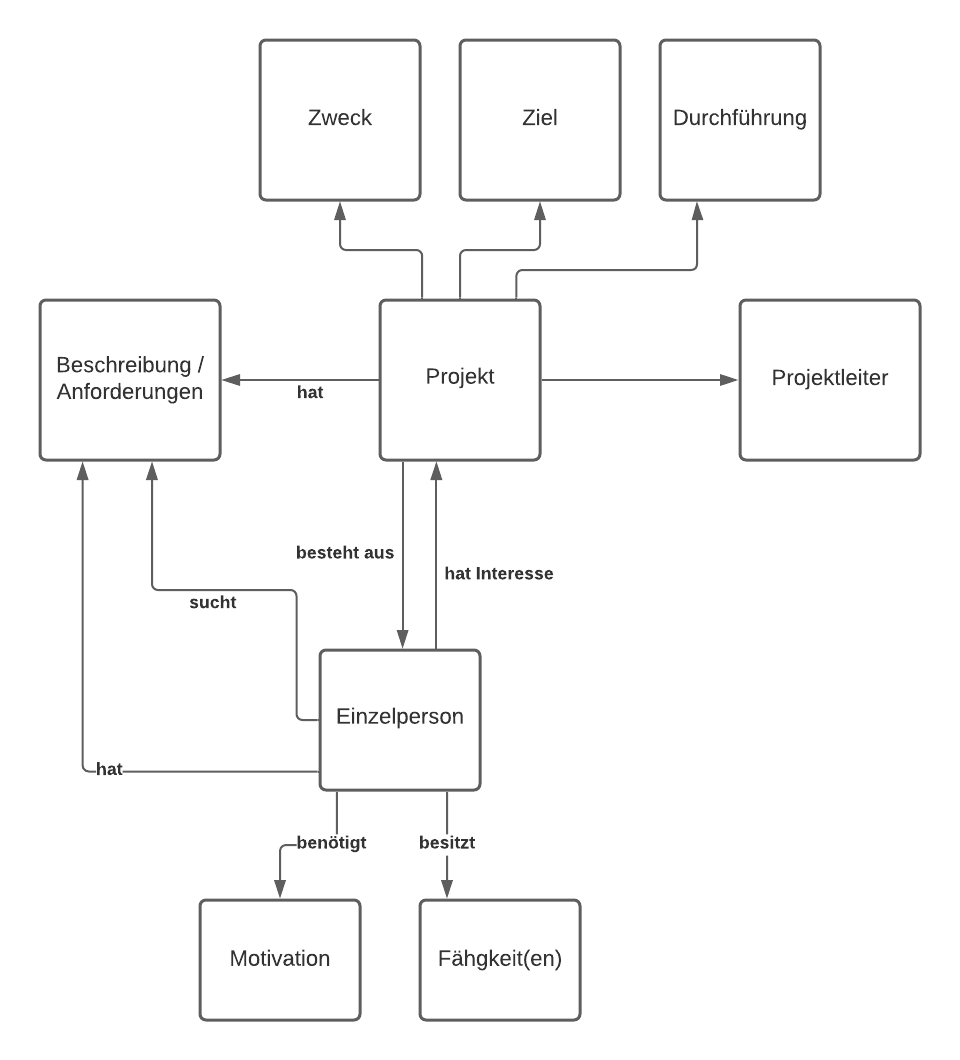 Zweck
Ziel
Durchführung
Beschreibung /
Anforderungen
Projekt
Projektleiter
hat
besteht aus
hat Interesse
sucht
Einzelperson
hat
benötigt
besitzt
Motivation
Fähgkeit(en)